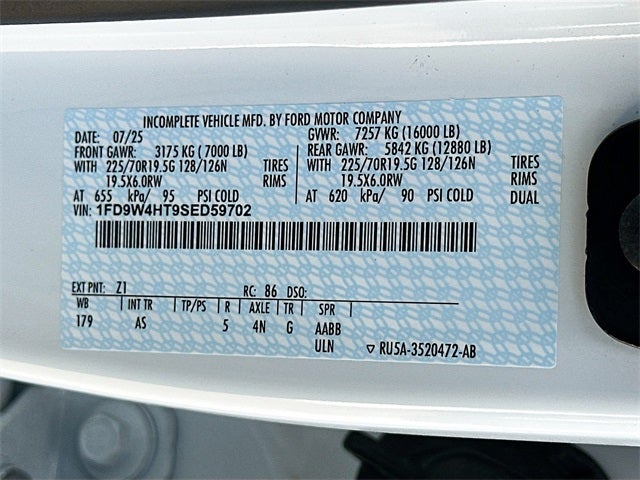 INCOMPLETE VEHICLE MFD. BY FORD MOTOR COMPANY
DATE: 07/25 GVWR: 7257 KG (16000 LB)
FRONT GAWR: 3175 KG (7000 LB) REAR GAWR: 5842 KG (12880 LB)
WITH 225/70R19.5G 128/126N TIRES WITH 225/70R19.5G 128/126N TIRES
19.5X6.0RW RIMS 19.5X6.0RW RIMS
AT 655 kPa/ 95 PSI COLD AT 620 kPa/ 90 PSI COLD DUAL
VIN: 1FD9W4HT9SED59702
EXT PNT: Z1 RC: 86 DSO:
WB INT TR TP/PS R AXLE TR SPR
179 AS 5 4N G AABB
ULN ▽ RU5A-3520472-AB